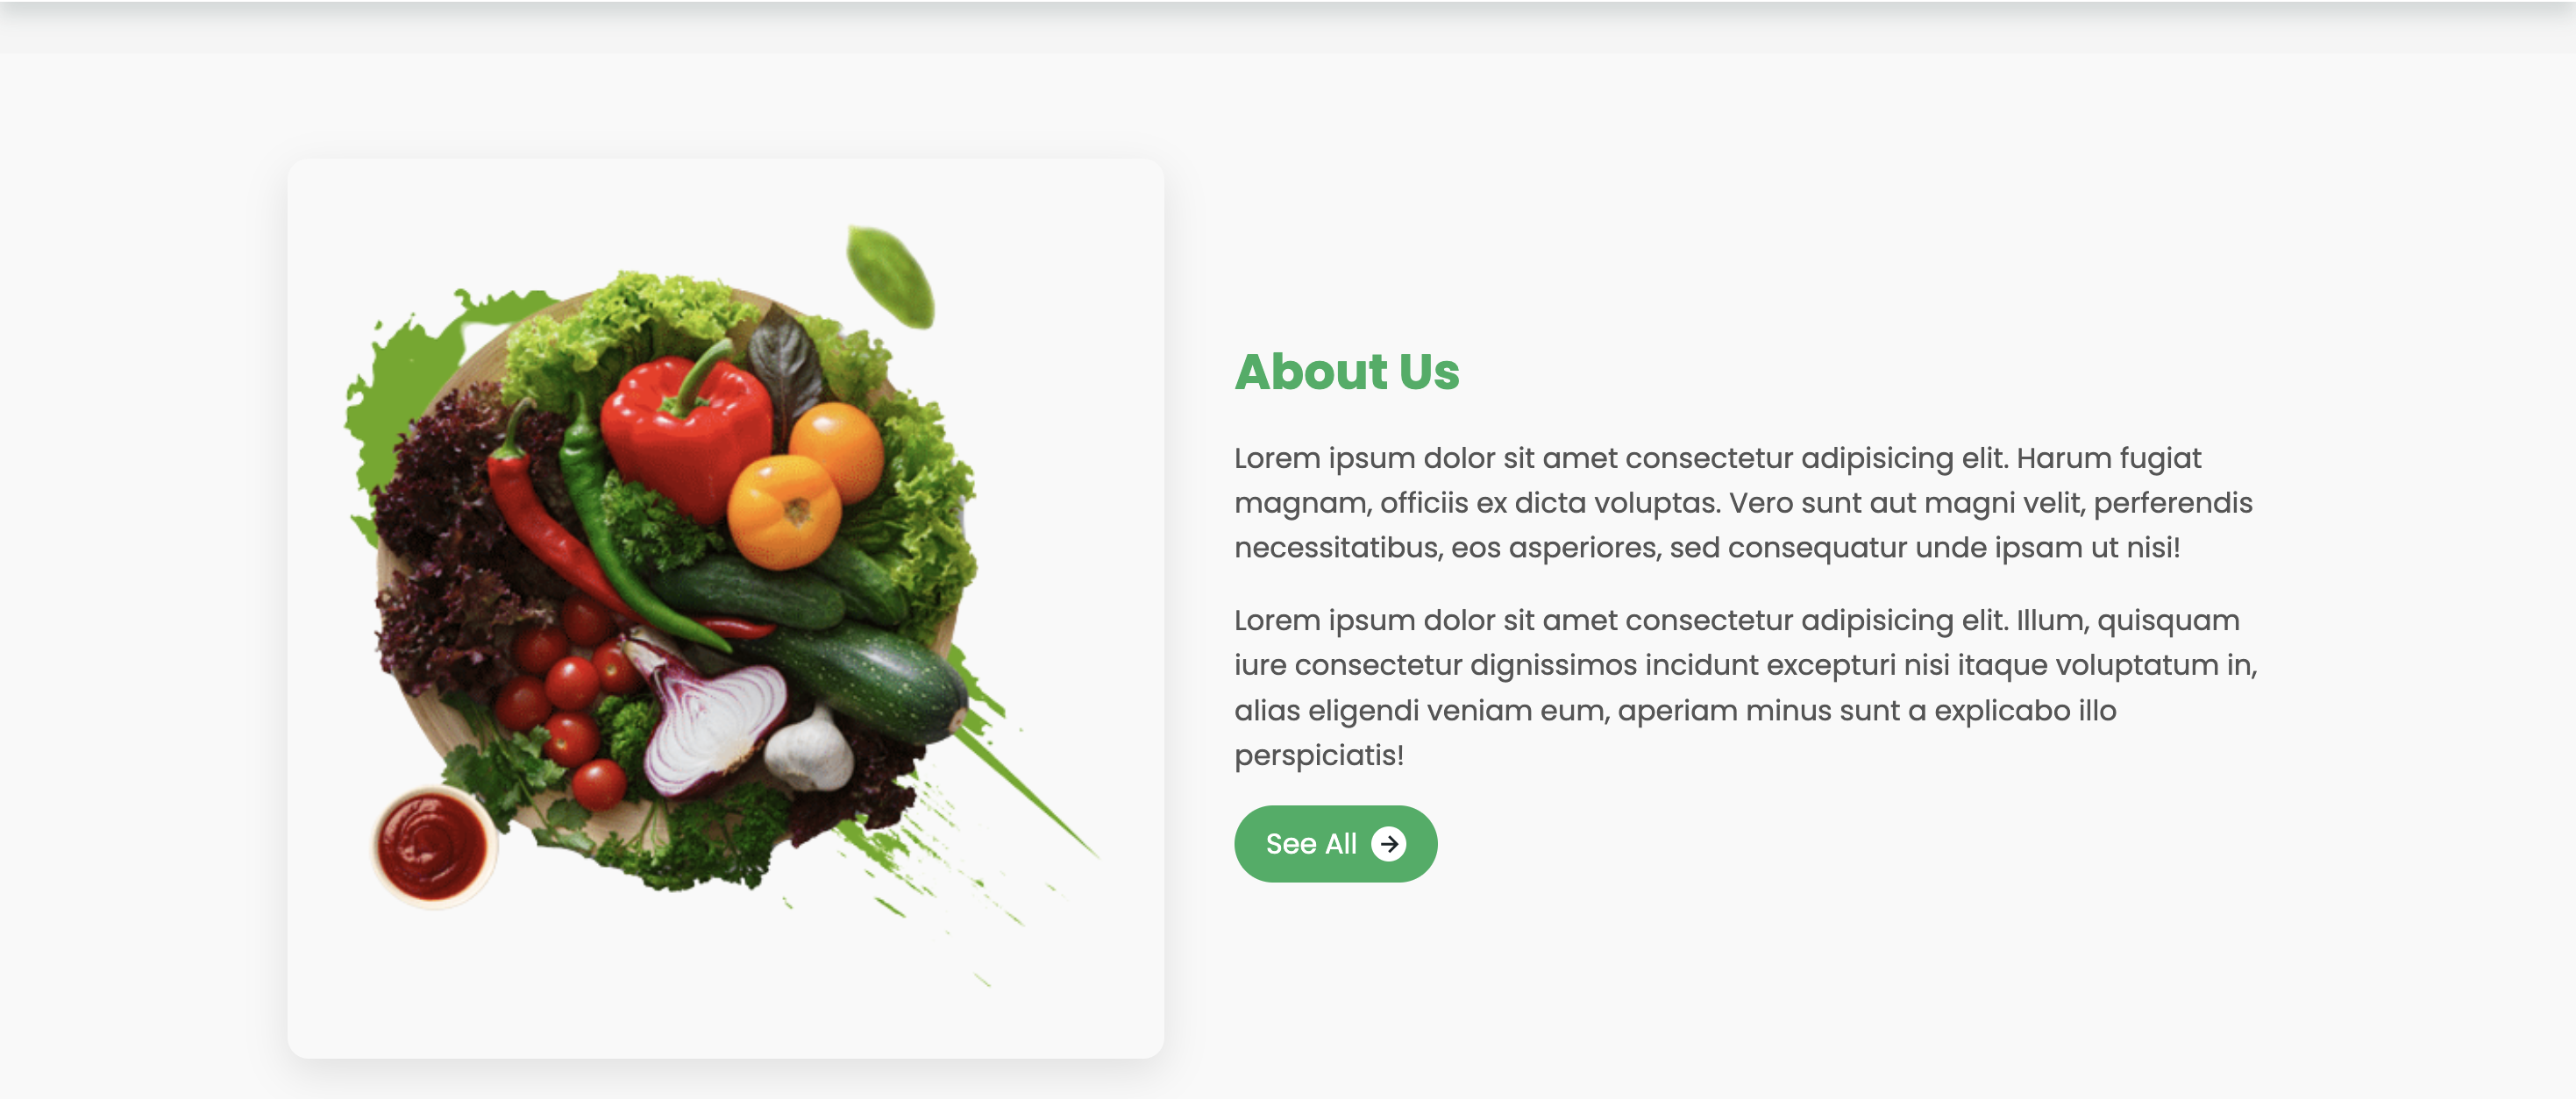 About Us
Lorem ipsum dolor sit amet consectetur adipisicing elit. Harum fugiat
magnam, officiis ex dicta voluptas. Vero sunt aut magni velit, perferendis
necessitatibus, eos asperiores, sed consequatur unde ipsam ut nisi!
Lorem ipsum dolor sit amet consectetur adipisicing elit. Illum, quisquam
iure consectetur dignissimos incidunt excepturi nisi itaque voluptatum in,
alias eligendi veniam eum, aperiam minus sunt a explicabo illo
perspiciatis!
See All